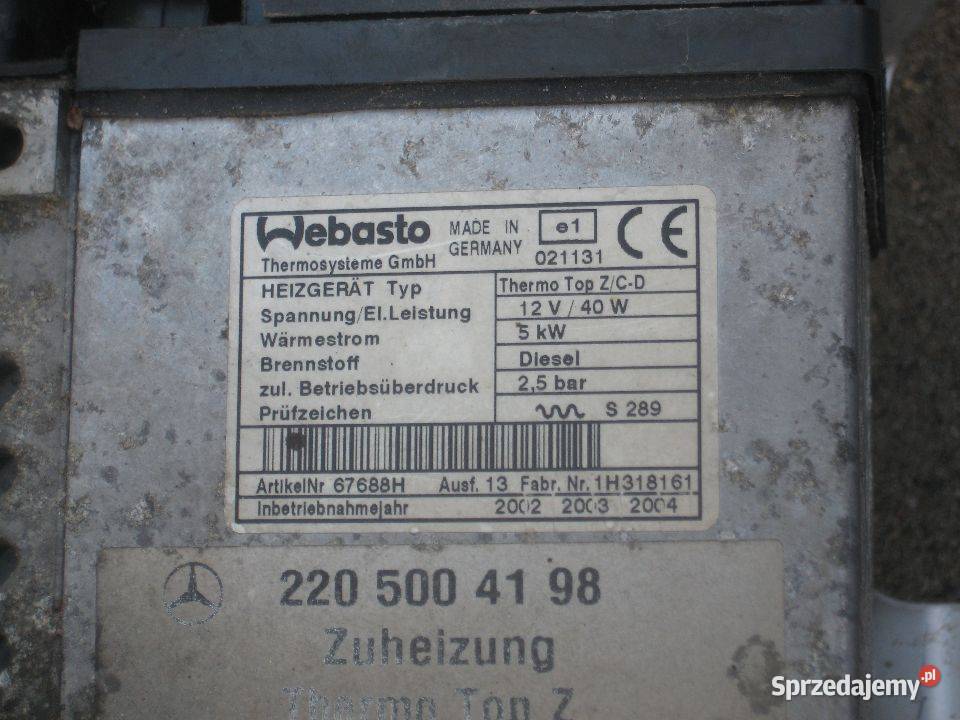 Webasto
Thermosysteme GmbH
MADE IN
GERMANY
e1
021131
CE
HEIZGERÄT Typ Thermo Top Z/C-D
Spannung/El.Leistung 12 V / 40 W
Wärmestrom 5 kW
Brennstoff Diesel
zul. Betriebsüberdruck 2,5 bar
Prüfzeichen S 289
ArtikelNr 67688H Ausf. 13 Fabr. Nr. 1H318161
Inbetriebnahmejahr 2002 2003 2004
220 500 41 98
Zuheizung
Thermo Top Z
Sprzedajemy.pl